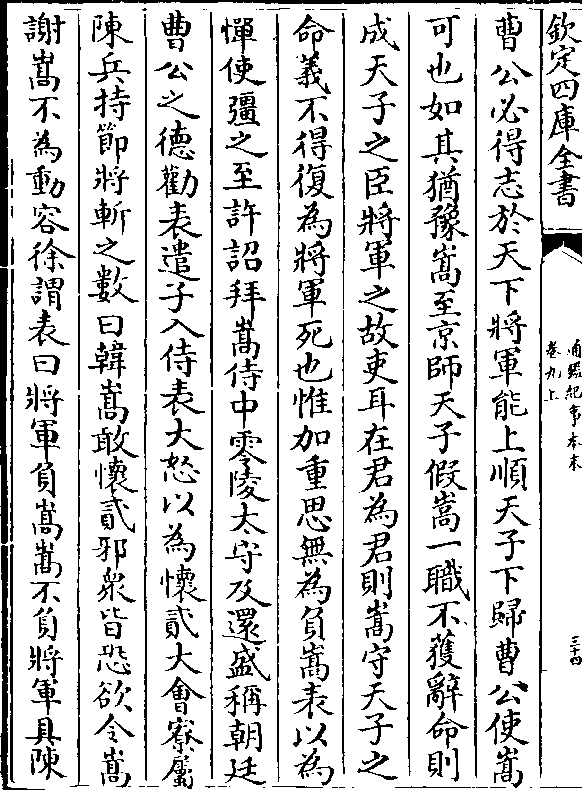 欽定四庫全書
通鑑紀事本末
卷九上
三十四
曹公必得志於天下將軍能上順天子下歸曹公使嵩
可也如其猶豫嵩至京師天子假嵩一職不獲辭命則
成天子之臣將軍之故吏耳在君為君則嵩守天子之
命義不得復為將軍死也惟加重思無為負嵩表以為
憚使彊之至許詔拜嵩侍中零陵太守及還盛稱朝廷
曹公之德勸表遣子入侍表大怒以為懷貳大會寮屬
陳兵持節將斬之數曰韓嵩敢懷貳邪衆皆恐欲令嵩
謝嵩不為動容徐謂表曰將軍負嵩嵩不負將軍具陳